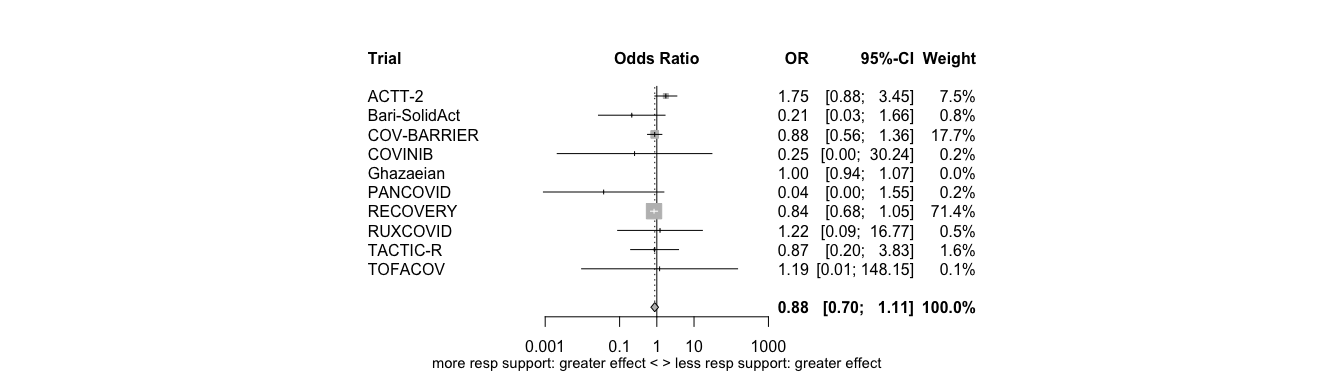 Trial Odds Ratio OR 95%-CI Weight
ACTT-2 1.75 [0.88; 3.45] 7.5%
Bari-SolidAct 0.21 [0.03; 1.66] 0.8%
COV-BARRIER 0.88 [0.56; 1.36] 17.7%
COVINIB 0.25 [0.00; 30.24] 0.2%
Ghazaeian 1.00 [0.94; 1.07] 0.0%
PANCOVID 0.04 [0.00; 1.55] 0.2%
RECOVERY 0.84 [0.68; 1.05] 71.4%
RUXCOVID 1.22 [0.09; 16.77] 0.5%
TACTIC-R 0.87 [0.20; 3.83] 1.6%
TOFACOV 1.19 [0.01; 148.15] 0.1%
0.88 [0.70; 1.11] 100.0%
0.001 0.1 1 10 1000
more resp support: greater effect < > less resp support: greater effect